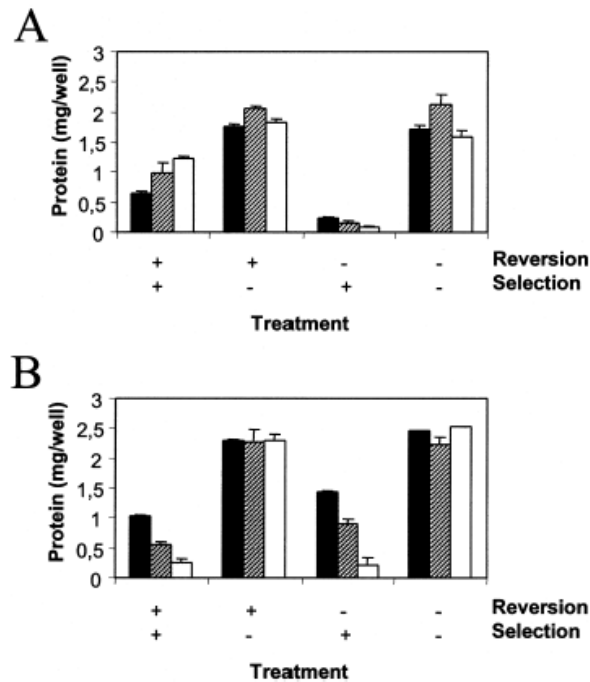 A
Protein (mg/well)
3
2,5
2
1,5
1
0,5
0
+ + - - Reversion
+ - + - Selection
Treatment
B
Protein (mg/well)
3
2,5
2
1,5
1
0,5
0
+ + - - Reversion
+ - + - Selection
Treatment